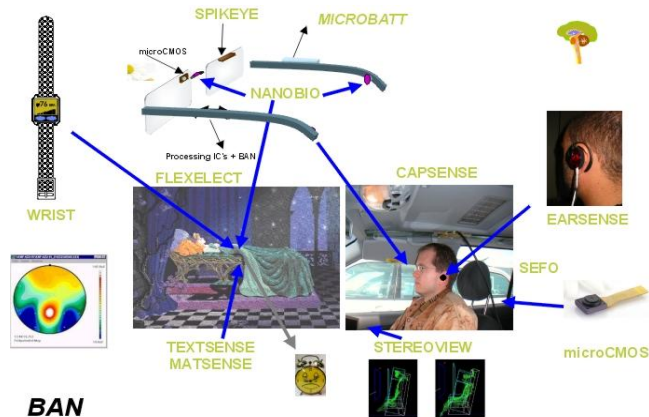 SPIKEYE
MICROBATT
microCMOS
NANOBIO
Processing IC's + BAN
FLEXELECT
CAPSENSE
WRIST
EARSENSE
SEFO
TEXTSENSE
MATSENSE
STEREOVIEW
microCMOS
BAN